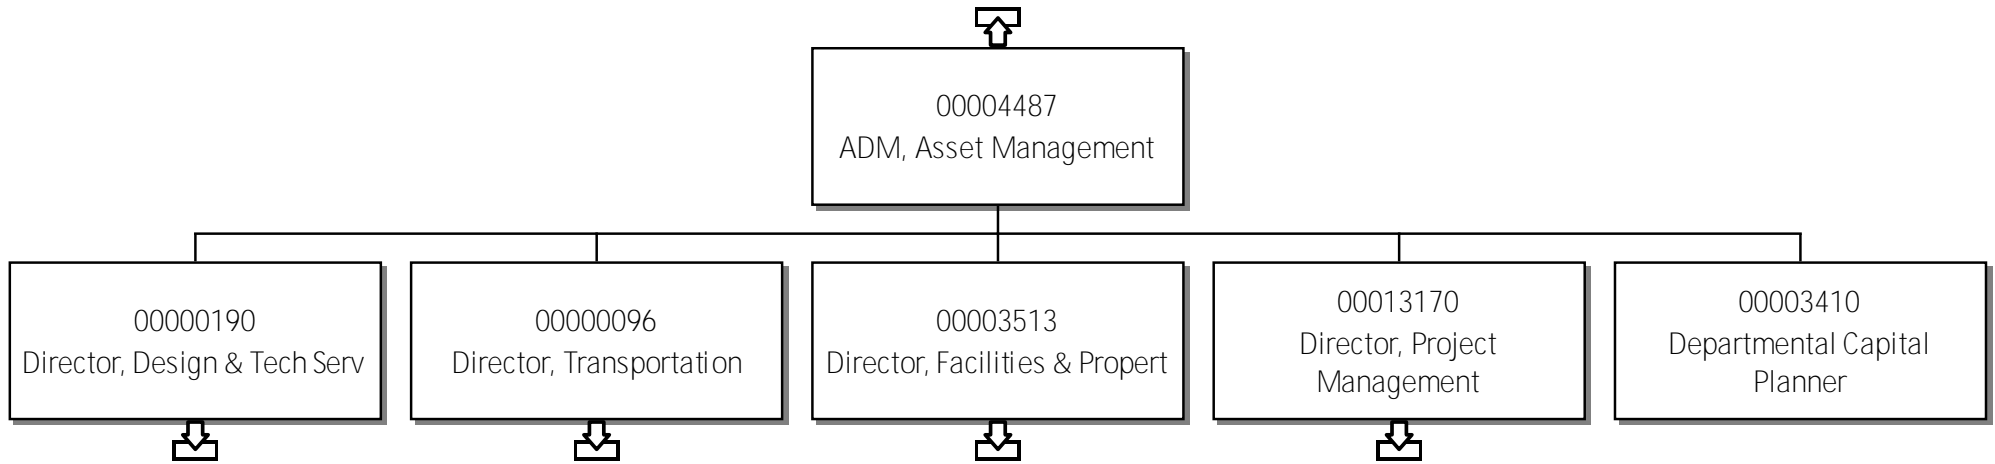 00004487
ADM, Asset Management
00000190
Director, Design & Tech Serv
00000096
Director, Transportation
00003513
Director, Facilities & Propert
00013170
Director, Project
Management
00003410
Departmental Capital
Planner